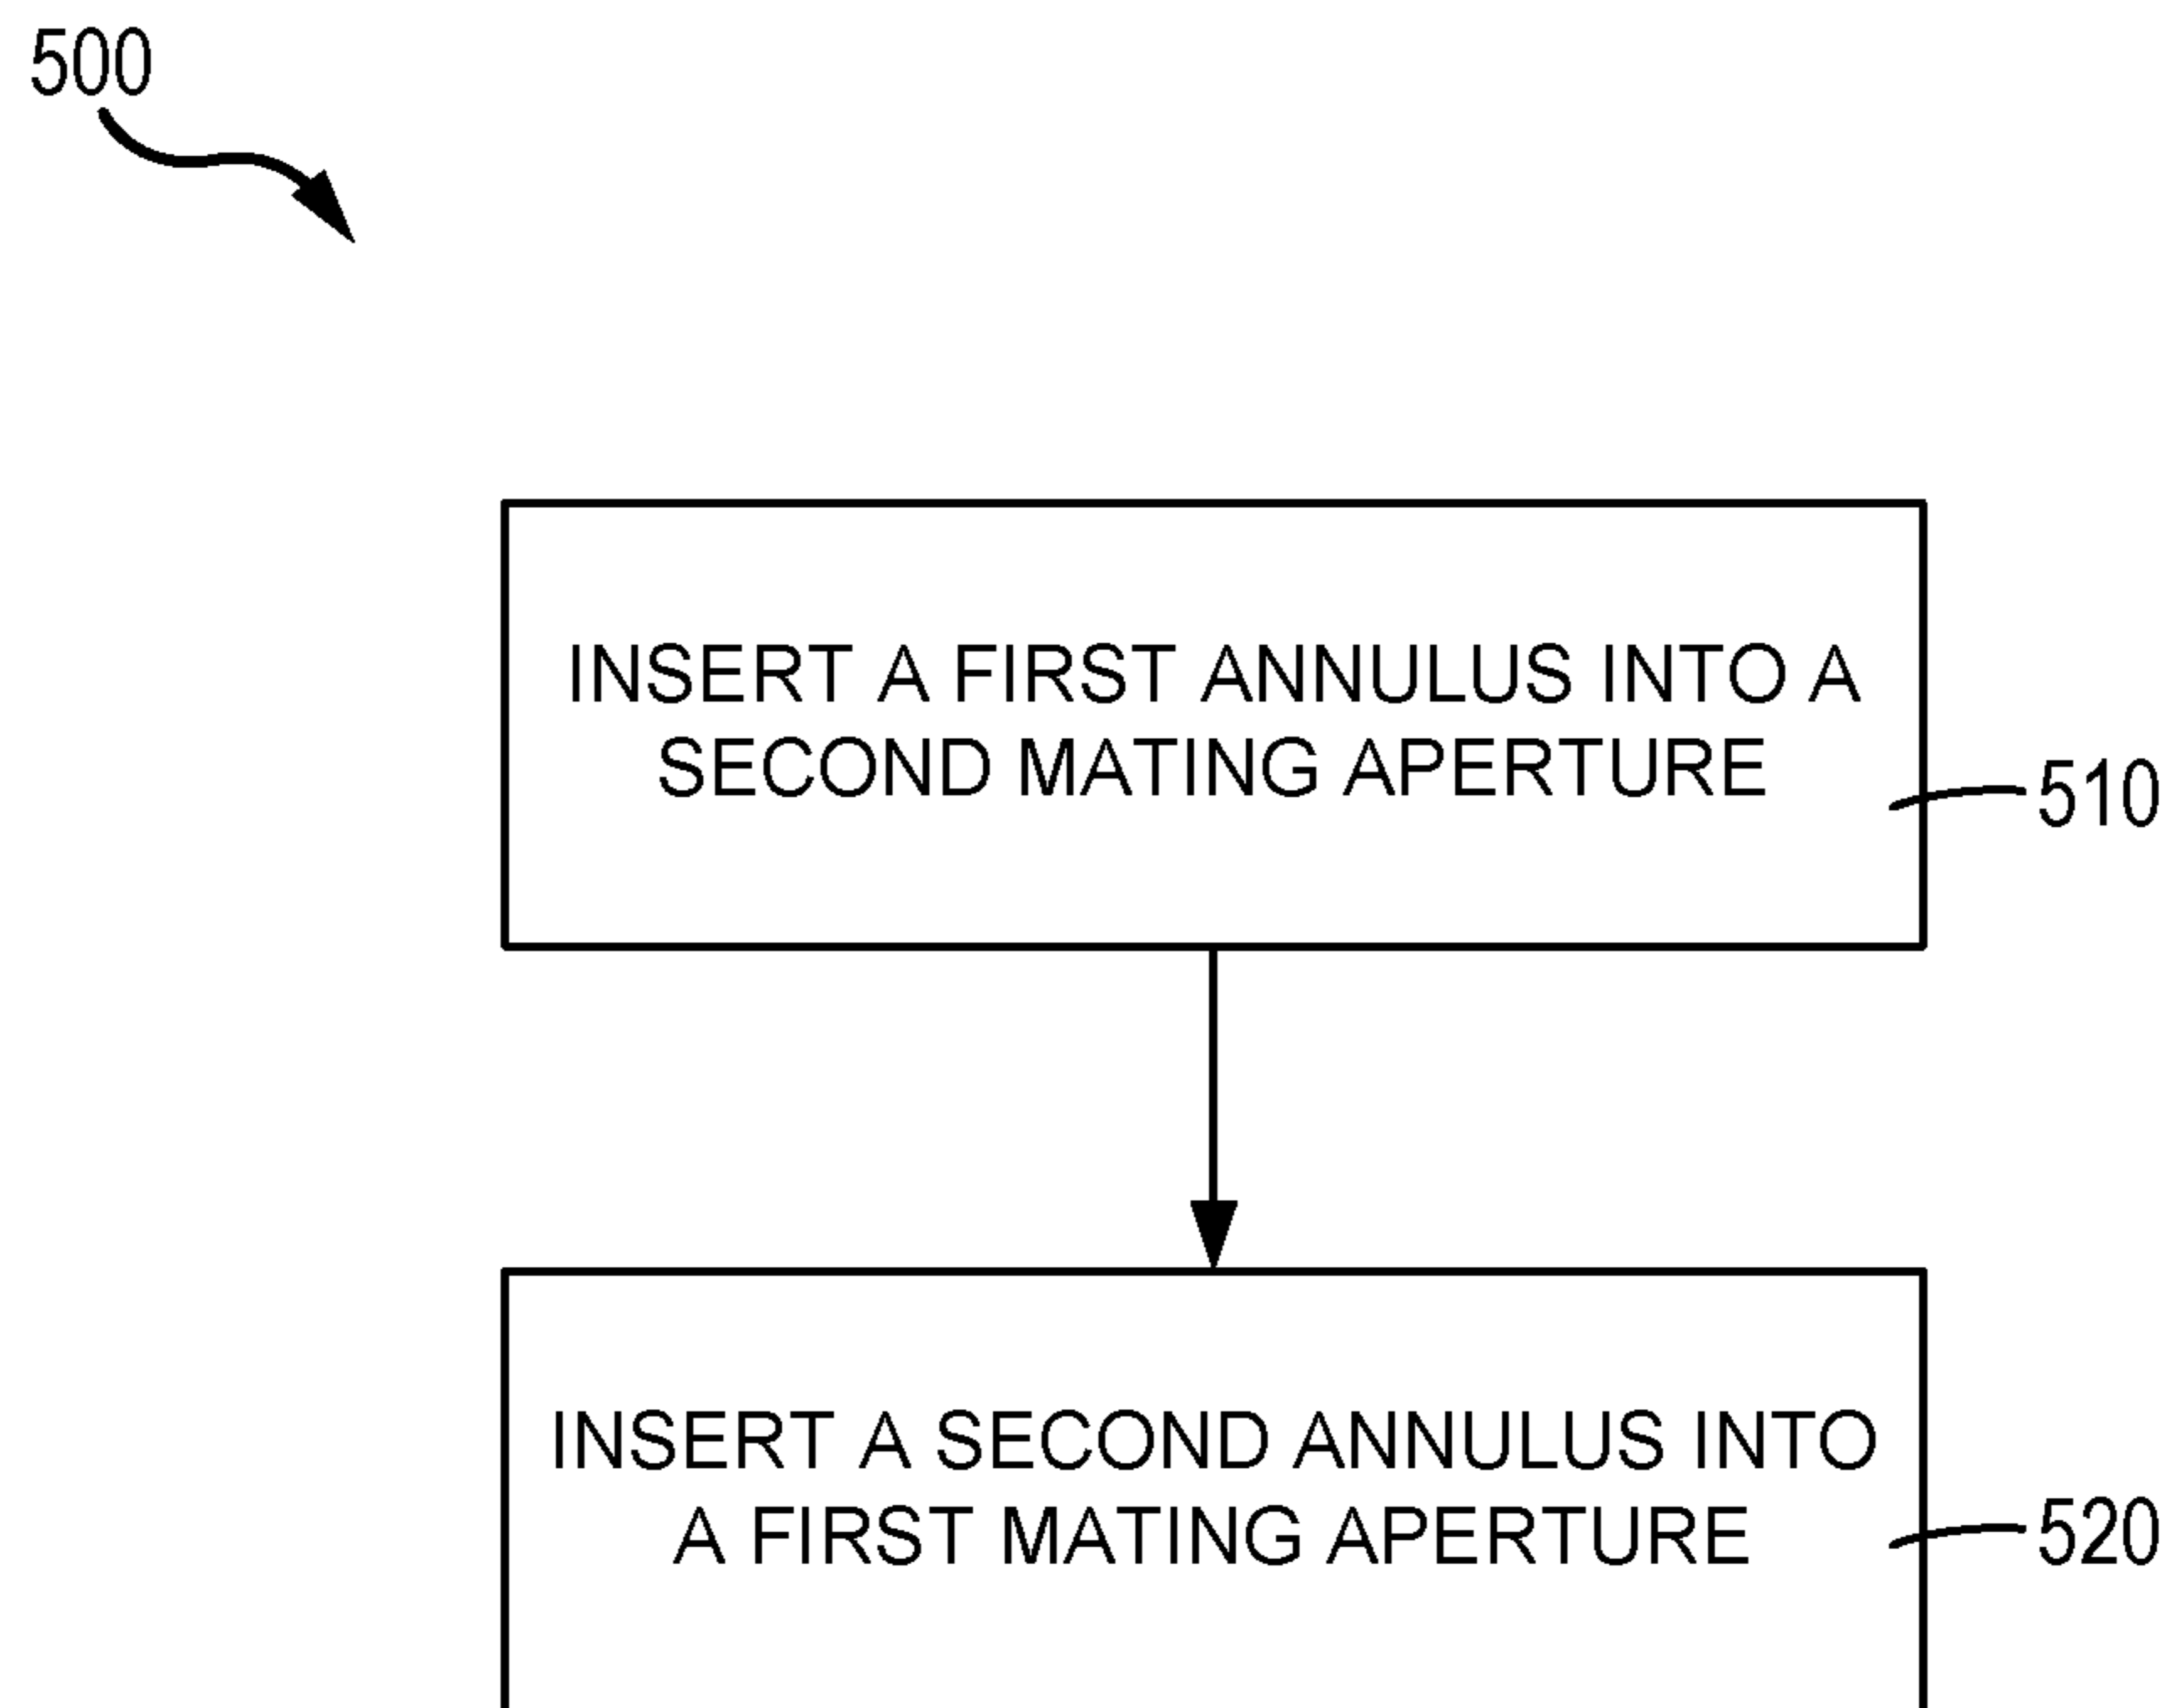 500
INSERT A FIRST ANNULUS INTO A
SECOND MATING APERTURE
510
INSERT A SECOND ANNULUS INTO
A FIRST MATING APERTURE
520